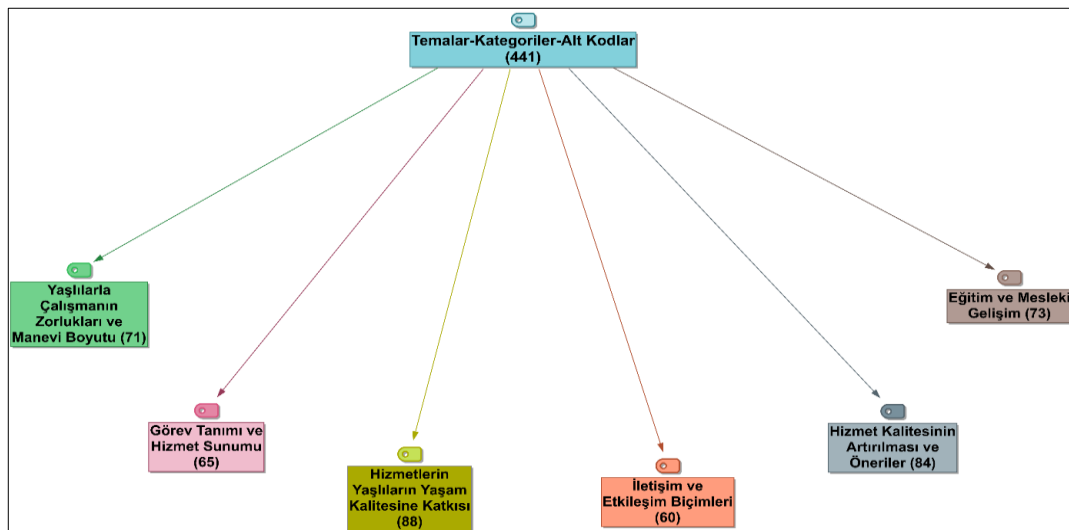 Temalar-Kategoriler-Alt Kodlar
(441)
Yaşlılarla
Çalışmanın
Zorlukları ve
Manevi Boyutu (71)
Görev Tanımı ve
Hizmet Sunumu
(65)
Hizmetlerin
Yaşlıların Yaşam
Kalitesine Katkısı
(88)
İletişim ve
Etkileşim Biçimleri
(60)
Hizmet Kalitesinin
Artırılması ve
Öneriler (84)
Eğitim ve Mesleki
Gelişim (73)